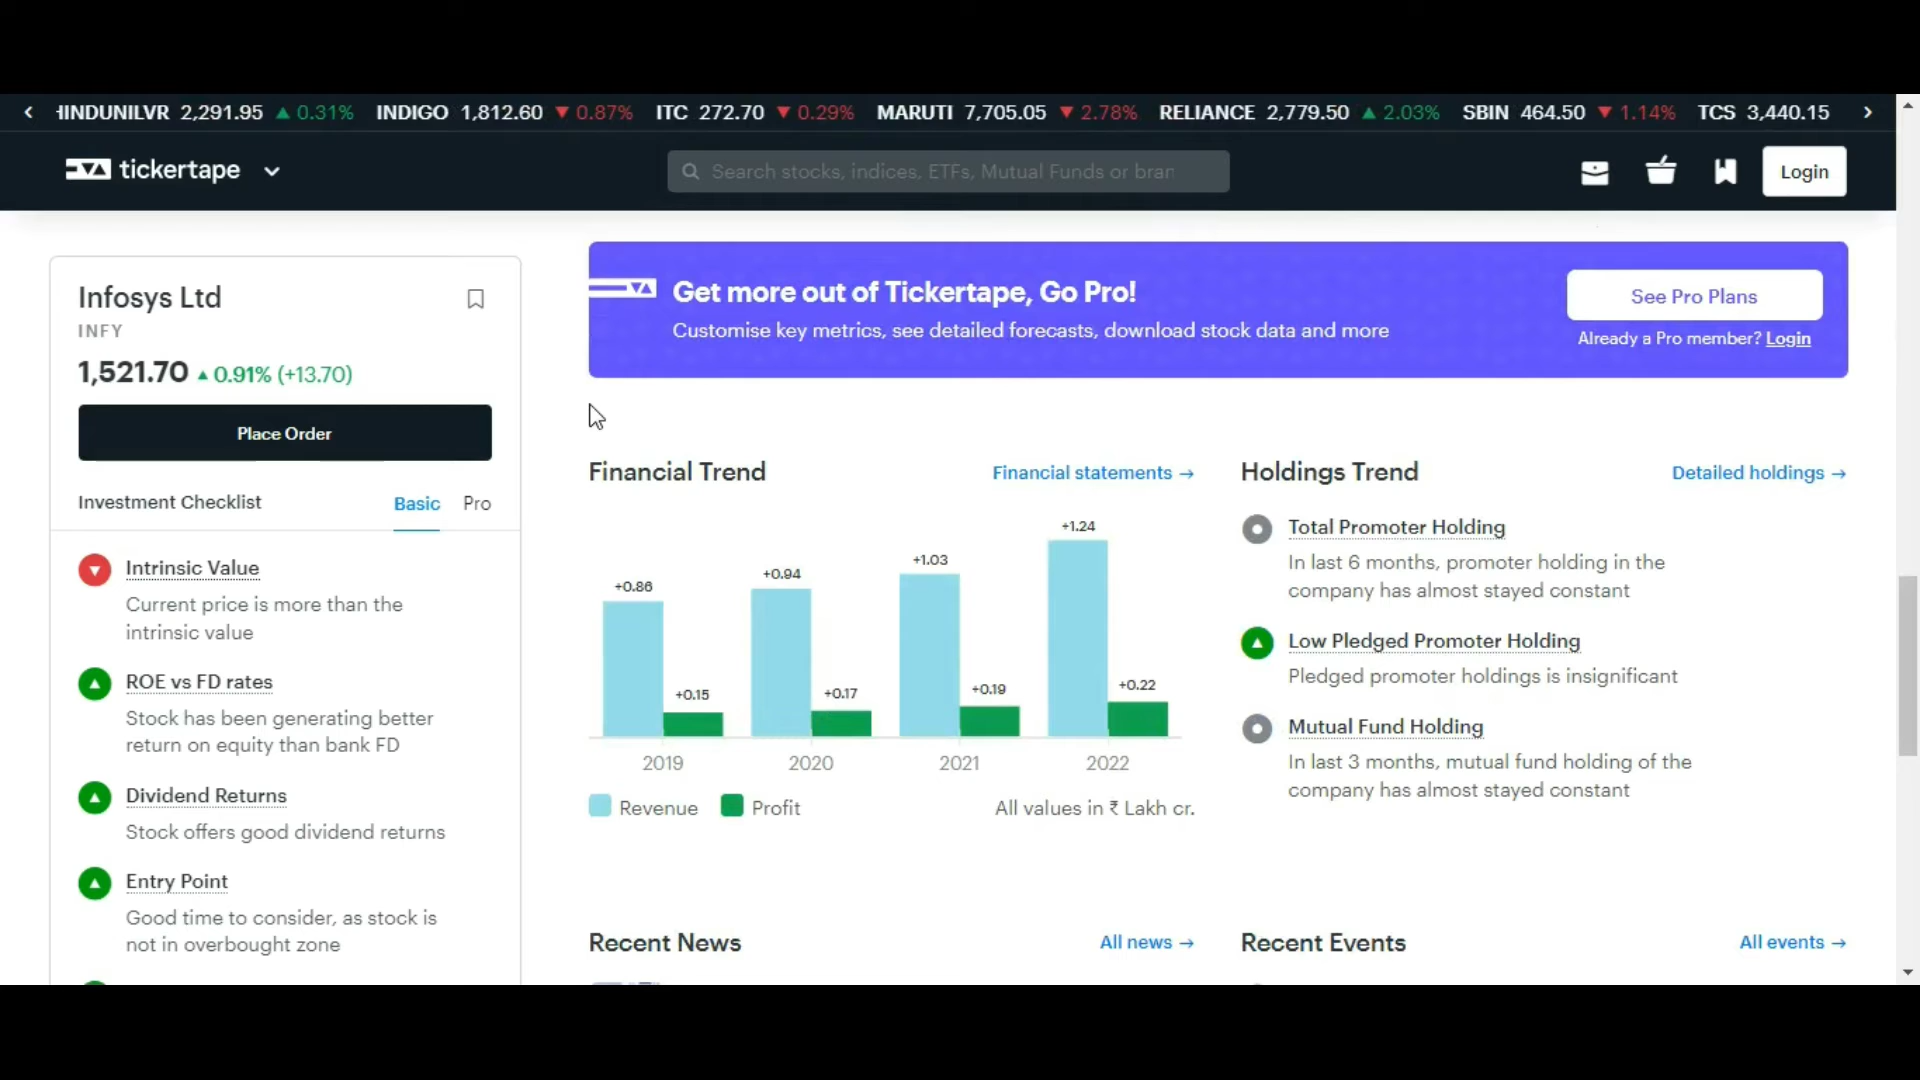 HINDUNILVR 2,291.95 ▲ 0.31% INDIGO 1,812.60 ▼ 0.87% ITC 272.70 ▼ 0.29% MARUTI 7,705.05 ▼ 2.78% RELIANCE 2,779.50 ▲ 2.03% SBIN 464.50 ▼ 1.14% TCS 3,440.15
tickertape
Search stocks, indices, ETFs, Mutual Funds or bran
Login
Infosys Ltd
INFY
1,521.70 ▲ 0.91% (+13.70)
Place Order
Investment Checklist Basic Pro
Intrinsic Value
Current price is more than the
intrinsic value
ROE vs FD rates
Stock has been generating better
return on equity than bank FD
Dividend Returns
Stock offers good dividend returns
Entry Point
Good time to consider, as stock is
not in overbought zone
Get more out of Tickertape, Go Pro!
Customise key metrics, see detailed forecasts, download stock data and more
See Pro Plans
Already a Pro member? Login
Financial Trend Financial statements →
+0.86 +0.15 +0.94 +0.17 +1.03 +0.19 +1.24 +0.22
2019 2020 2021 2022
Revenue Profit All values in ₹ Lakh cr.
Holdings Trend Detailed holdings →
Total Promoter Holding
In last 6 months, promoter holding in the
company has almost stayed constant
Low Pledged Promoter Holding
Pledged promoter holdings is insignificant
Mutual Fund Holding
In last 3 months, mutual fund holding of the
company has almost stayed constant
Recent News All news →
Recent Events All events →